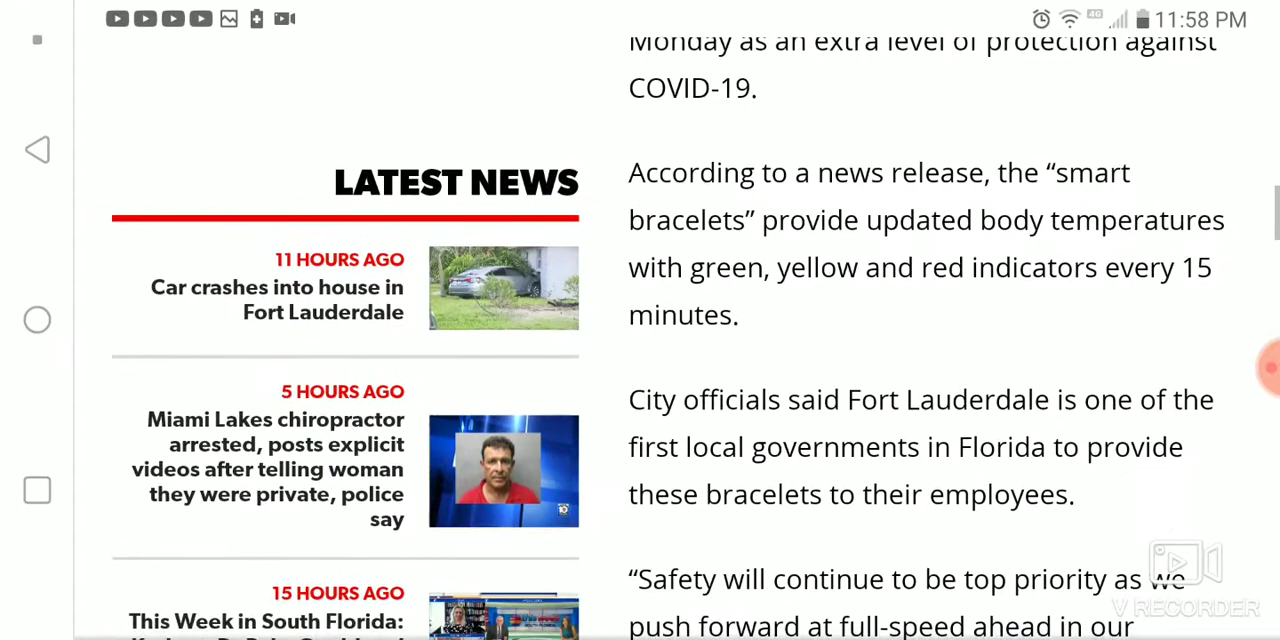 11:58 PM
4G
Monday as an extra level of protection against
COVID-19.
According to a news release, the “smart
bracelets” provide updated body temperatures
with green, yellow and red indicators every 15
minutes.
City officials said Fort Lauderdale is one of the
first local governments in Florida to provide
these bracelets to their employees.
“Safety will continue to be top priority as we
push forward at full-speed ahead in our
LATEST NEWS
11 HOURS AGO
Car crashes into house in
Fort Lauderdale
5 HOURS AGO
Miami Lakes chiropractor
arrested, posts explicit
videos after telling woman
they were private, police
say
15 HOURS AGO
This Week in South Florida:
V RECORDER